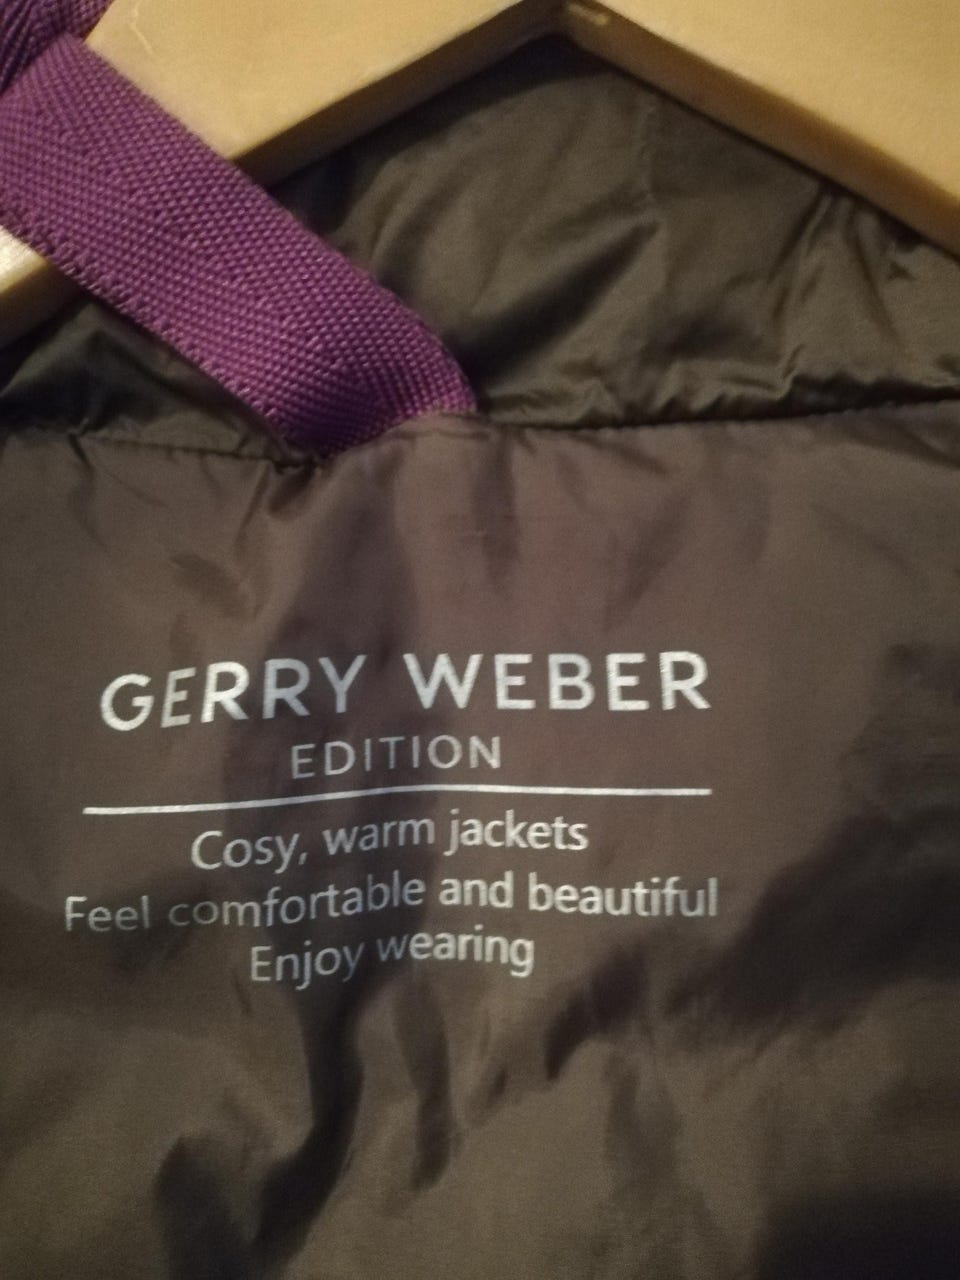 GERRY WEBER
EDITION
Cosy, warm jackets
Feel comfortable and beautiful
Enjoy wearing